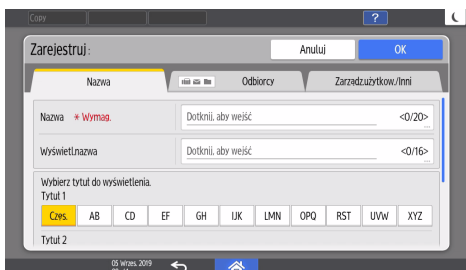 Copy
?
Zarejestruj:
Anuluj
OK
Nazwa
Odbiorcy
Zarządz.użytkow./Inni
Nazwa * Wymag.
Dotknij, aby wejść
<0/20>
...
Wyświetl.nazwa
Dotknij, aby wejść
<0/16>
...
Wybierz tytuł do wyświetlenia.
Tytuł 1
Częs. AB CD EF GH IJK LMN OPQ RST UVW XYZ
Tytuł 2
05 Wrzes. 2019